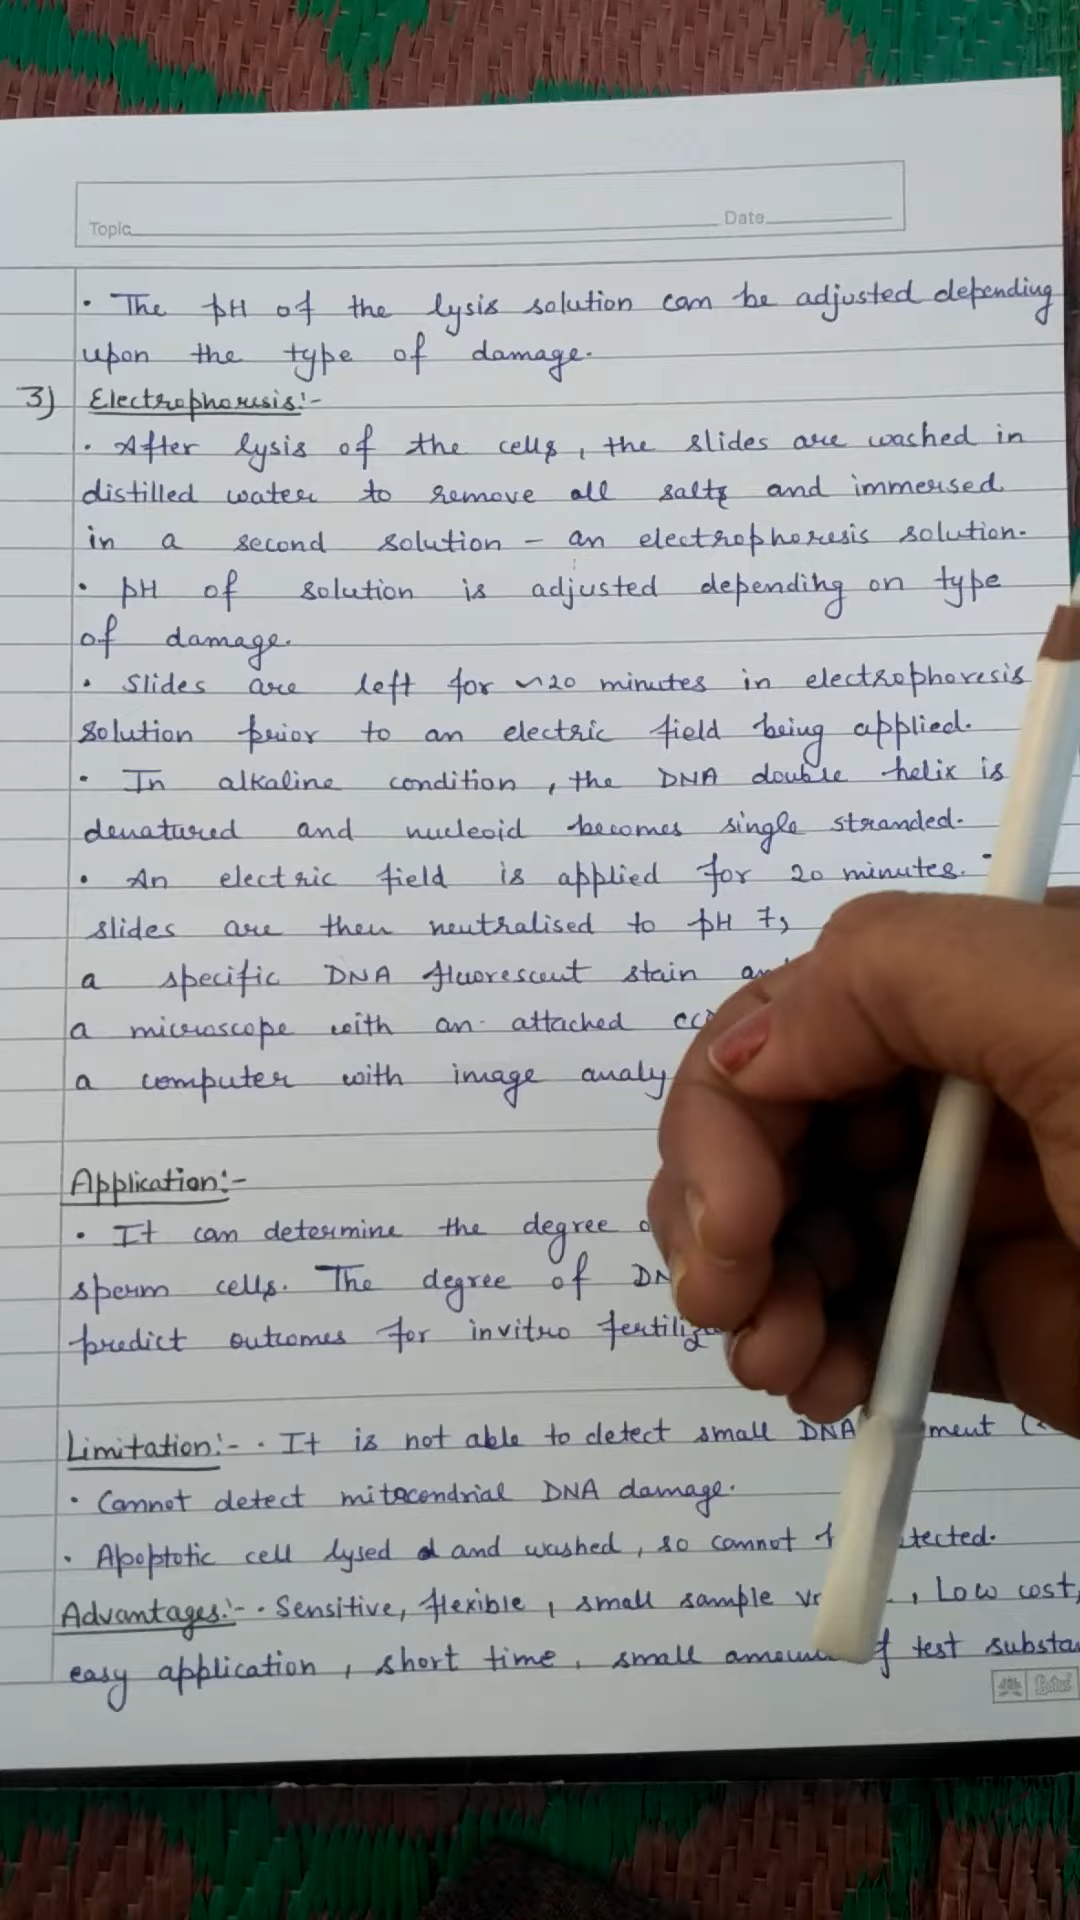 Topic Date
• The pH of the lysis solution can be adjusted depending
upon the type of damage.
3) Electrophoresis:-
• After lysis of the cells, the slides are washed in
distilled water to remove all salts and immersed
in a second solution - an electrophoresis solution.
• pH of solution is adjusted depending on type
of damage.
• Slides are left for ~20 minutes in electrophoresis
solution prior to an electric field being applied.
• In alkaline condition, the DNA double helix is
denatured and nucleoid becomes single stranded.
• An electric field is applied for 20 minutes.
slides are then neutralised to pH 7,
a specific DNA fluorescent stain
a microscope with an attached
a computer with image
Application:-
• It can determine the degree
sperm cells. The degree of
predict outcomes for invitro
Limitation:- • It is not able to detect small DNA
• Cannot detect mitocondrial DNA damage.
• Apoptotic cell lysed and washed, so cannot
Advantages:- • Sensitive, flexible, small sample , Low cost,
easy application, short time, small test